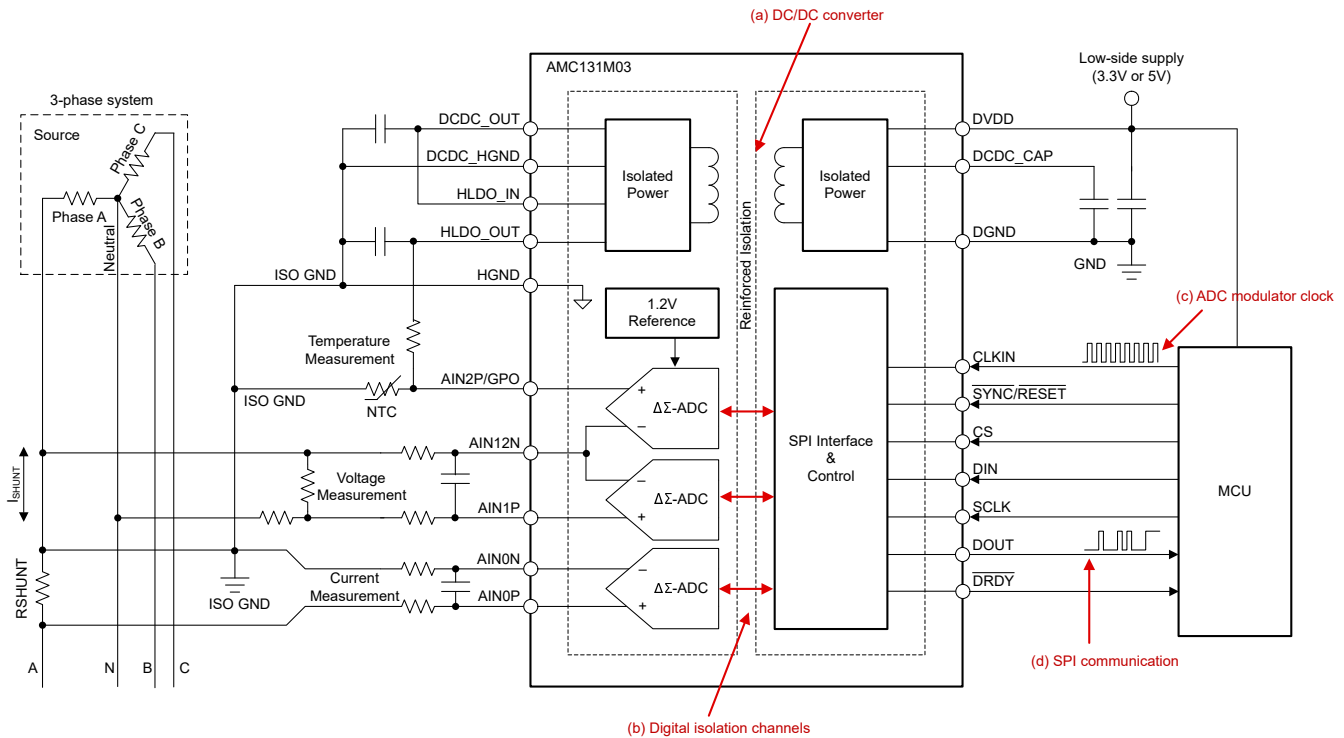 (a) DC/DC converter
AMC131M03
Low-side supply
(3.3V or 5V)
3-phase system
Source
Phase C
Phase A
Phase B
Neutral
DCDC_OUT
DCDC_HGND
HLDO_IN
HLDO_OUT
ISO GND
HGND
Isolated
Power
Reinforced Isolation
Isolated
Power
DVDD
DCDC_CAP
DGND
GND
1.2V
Reference
(c) ADC modulator clock
Temperature
Measurement
ISO GND
NTC
AIN2P/GPO
+
−
ΔΣ-ADC
AIN12N
Voltage
Measurement
AIN1P
−
+
ΔΣ-ADC
ISHUNT
RSHUNT
ISO GND
Current
Measurement
AIN0N
AIN0P
−
+
ΔΣ-ADC
SPI Interface
&
Control
CLKIN
SYNC/RESET
CS
DIN
SCLK
DOUT
DRDY
MCU
A
N
B
C
(d) SPI communication
(b) Digital isolation channels